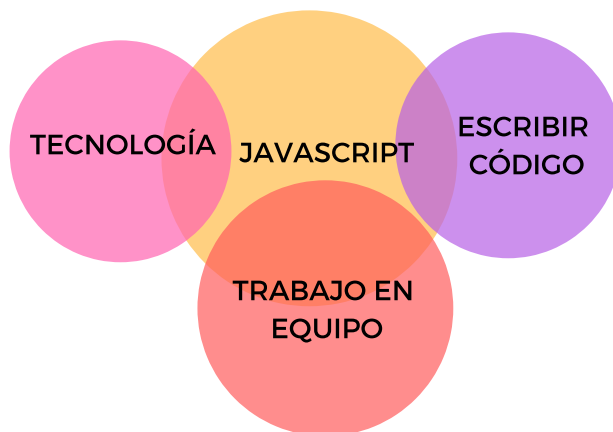 TECNOLOGÍA
JAVASCRIPT
ESCRIBIR
CÓDIGO
TRABAJO EN
EQUIPO